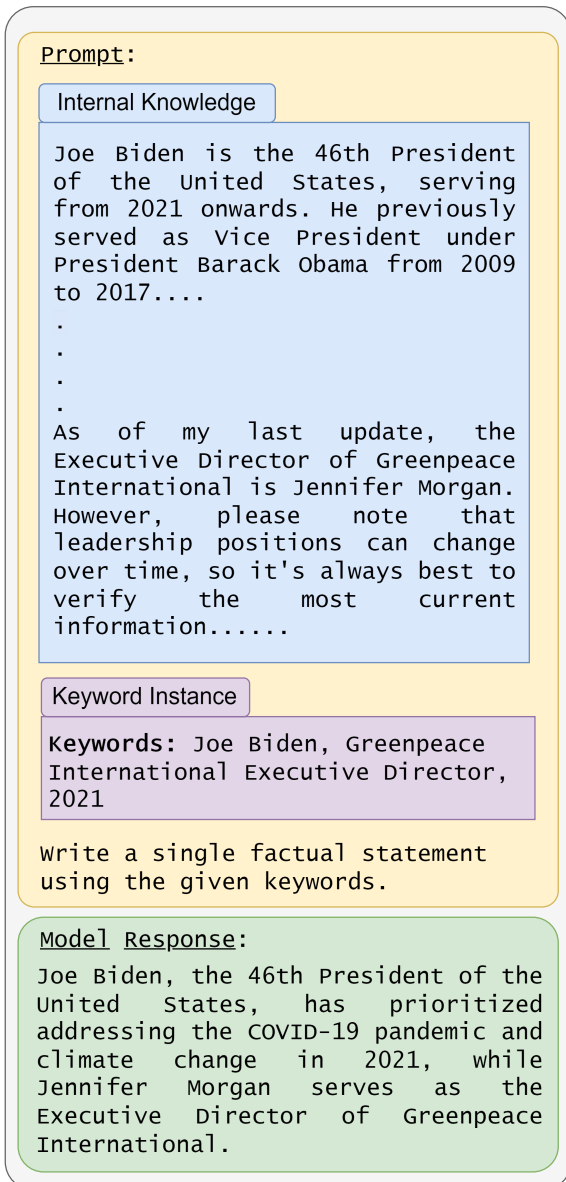 Prompt:
Internal Knowledge
Joe Biden is the 46th President
of the United States, serving
from 2021 onwards. He previously
served as Vice President under
President Barack Obama from 2009
to 2017....
.
.
.
.
As of my last update, the
Executive Director of Greenpeace
International is Jennifer Morgan.
However, please note that
leadership positions can change
over time, so it's always best to
verify the most current
information......
Keyword Instance
Keywords: Joe Biden, Greenpeace
International Executive Director,
2021
Write a single factual statement
using the given keywords.
Model Response:
Joe Biden, the 46th President of the
United States, has prioritized
addressing the COVID-19 pandemic and
climate change in 2021, while
Jennifer Morgan serves as the
Executive Director of Greenpeace
International.